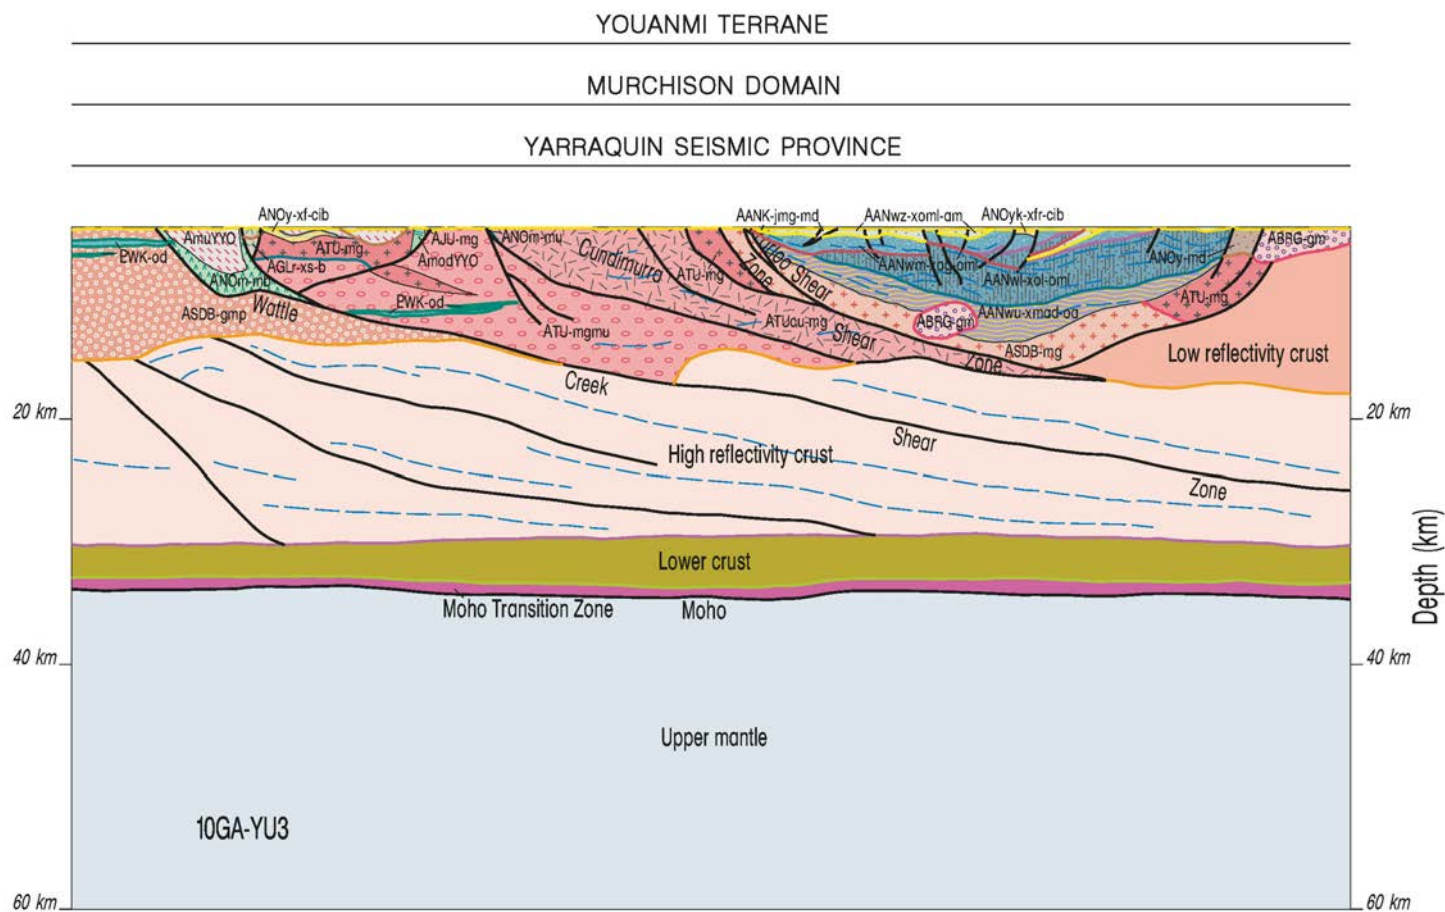 YOUANMI TERRANE
MURCHISON DOMAIN
YARRAQUIN SEISMIC PROVINCE
ANOy-xf-cib
AANK-jmg-md
AANwz-xoml-am
ANOyk-xfr-cib
AmuYYO
ATU-mg
AJU-mg
ANOm-mu
ABRG-gm
PWK-od
AmodYYO
Cundimurra
Cuddingwarra
AGLr-xs-b
ATU-mg
Zone
Shear
ANOy-md
ANOm-mb
AANwl-xol-oml
ATU-mg
Wattle
PWK-od
ASDB-gmp
ATU-mgmu
ATUcu-mg
ABRG-gm
AANwu-xmad-og
Shear
ASDB-mg
Low reflectivity crust
Zone
Creek
20 km
20 km
Shear
High reflectivity crust
Zone
Lower crust
Depth (km)
Moho Transition Zone
Moho
40 km
40 km
Upper mantle
10GA-YU3
60 km
60 km